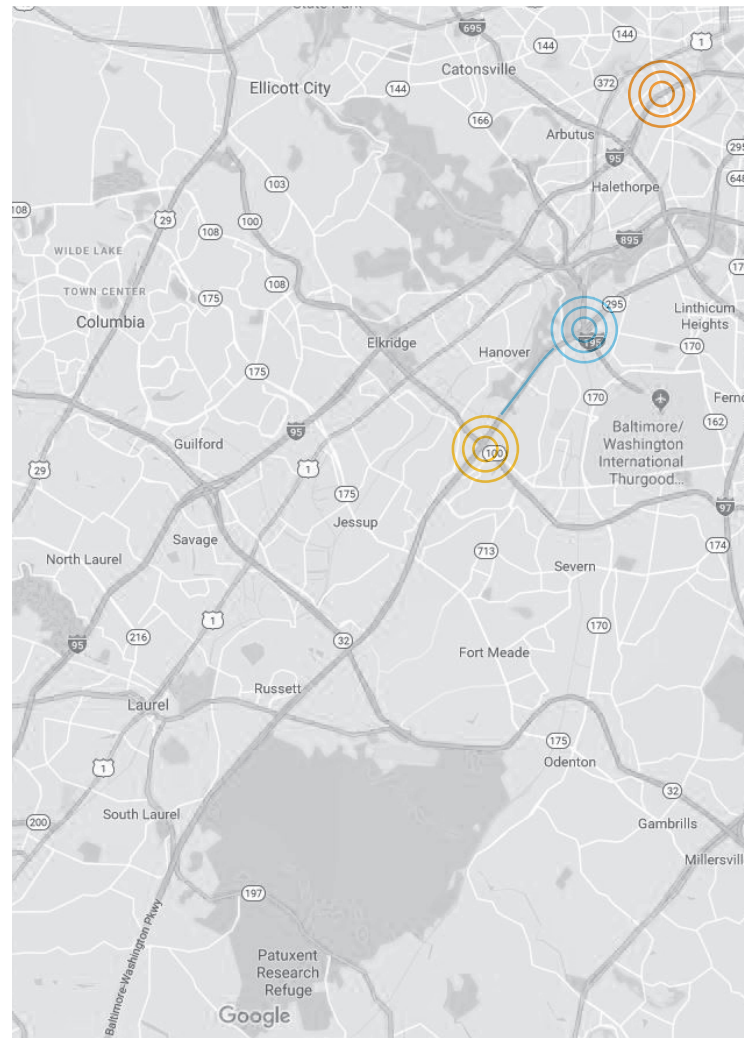 State Park
695
1
144
144
Catonsville
372
Ellicott City
144
166
Arbutus
95
295
648
Halethorpe
103
108
29
100
108
895
WILDE LAKE
108
TOWN CENTER
175
295
Linthicum
Heights
Columbia
Elkridge
Hanover
195
170
175
170
Baltimore/
Washington
International
Thurgood...
162
95
Guilford
100
29
1
175
97
Jessup
Savage
174
713
North Laurel
Severn
1
170
216
32
95
Fort Meade
Russett
Laurel
175
1
Odenton
32
South Laurel
200
Gambrills
Millersville
197
Baltimore-Washington Pkwy
Patuxent
Research
Refuge
Google